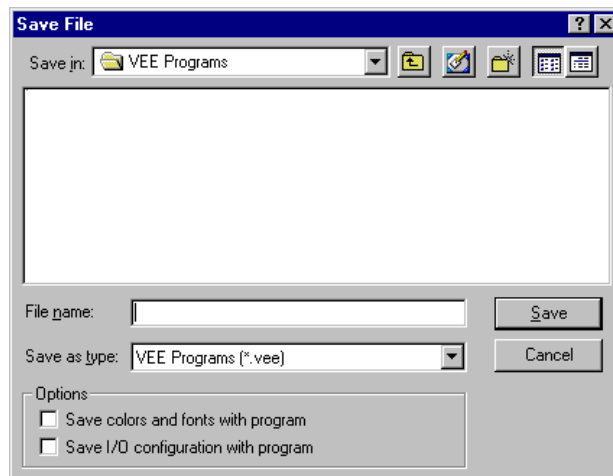 Save File
Save in: VEE Programs
File name:
Save
Save as type: VEE Programs (*.vee)
Cancel
Options
Save colors and fonts with program
Save I/O configuration with program